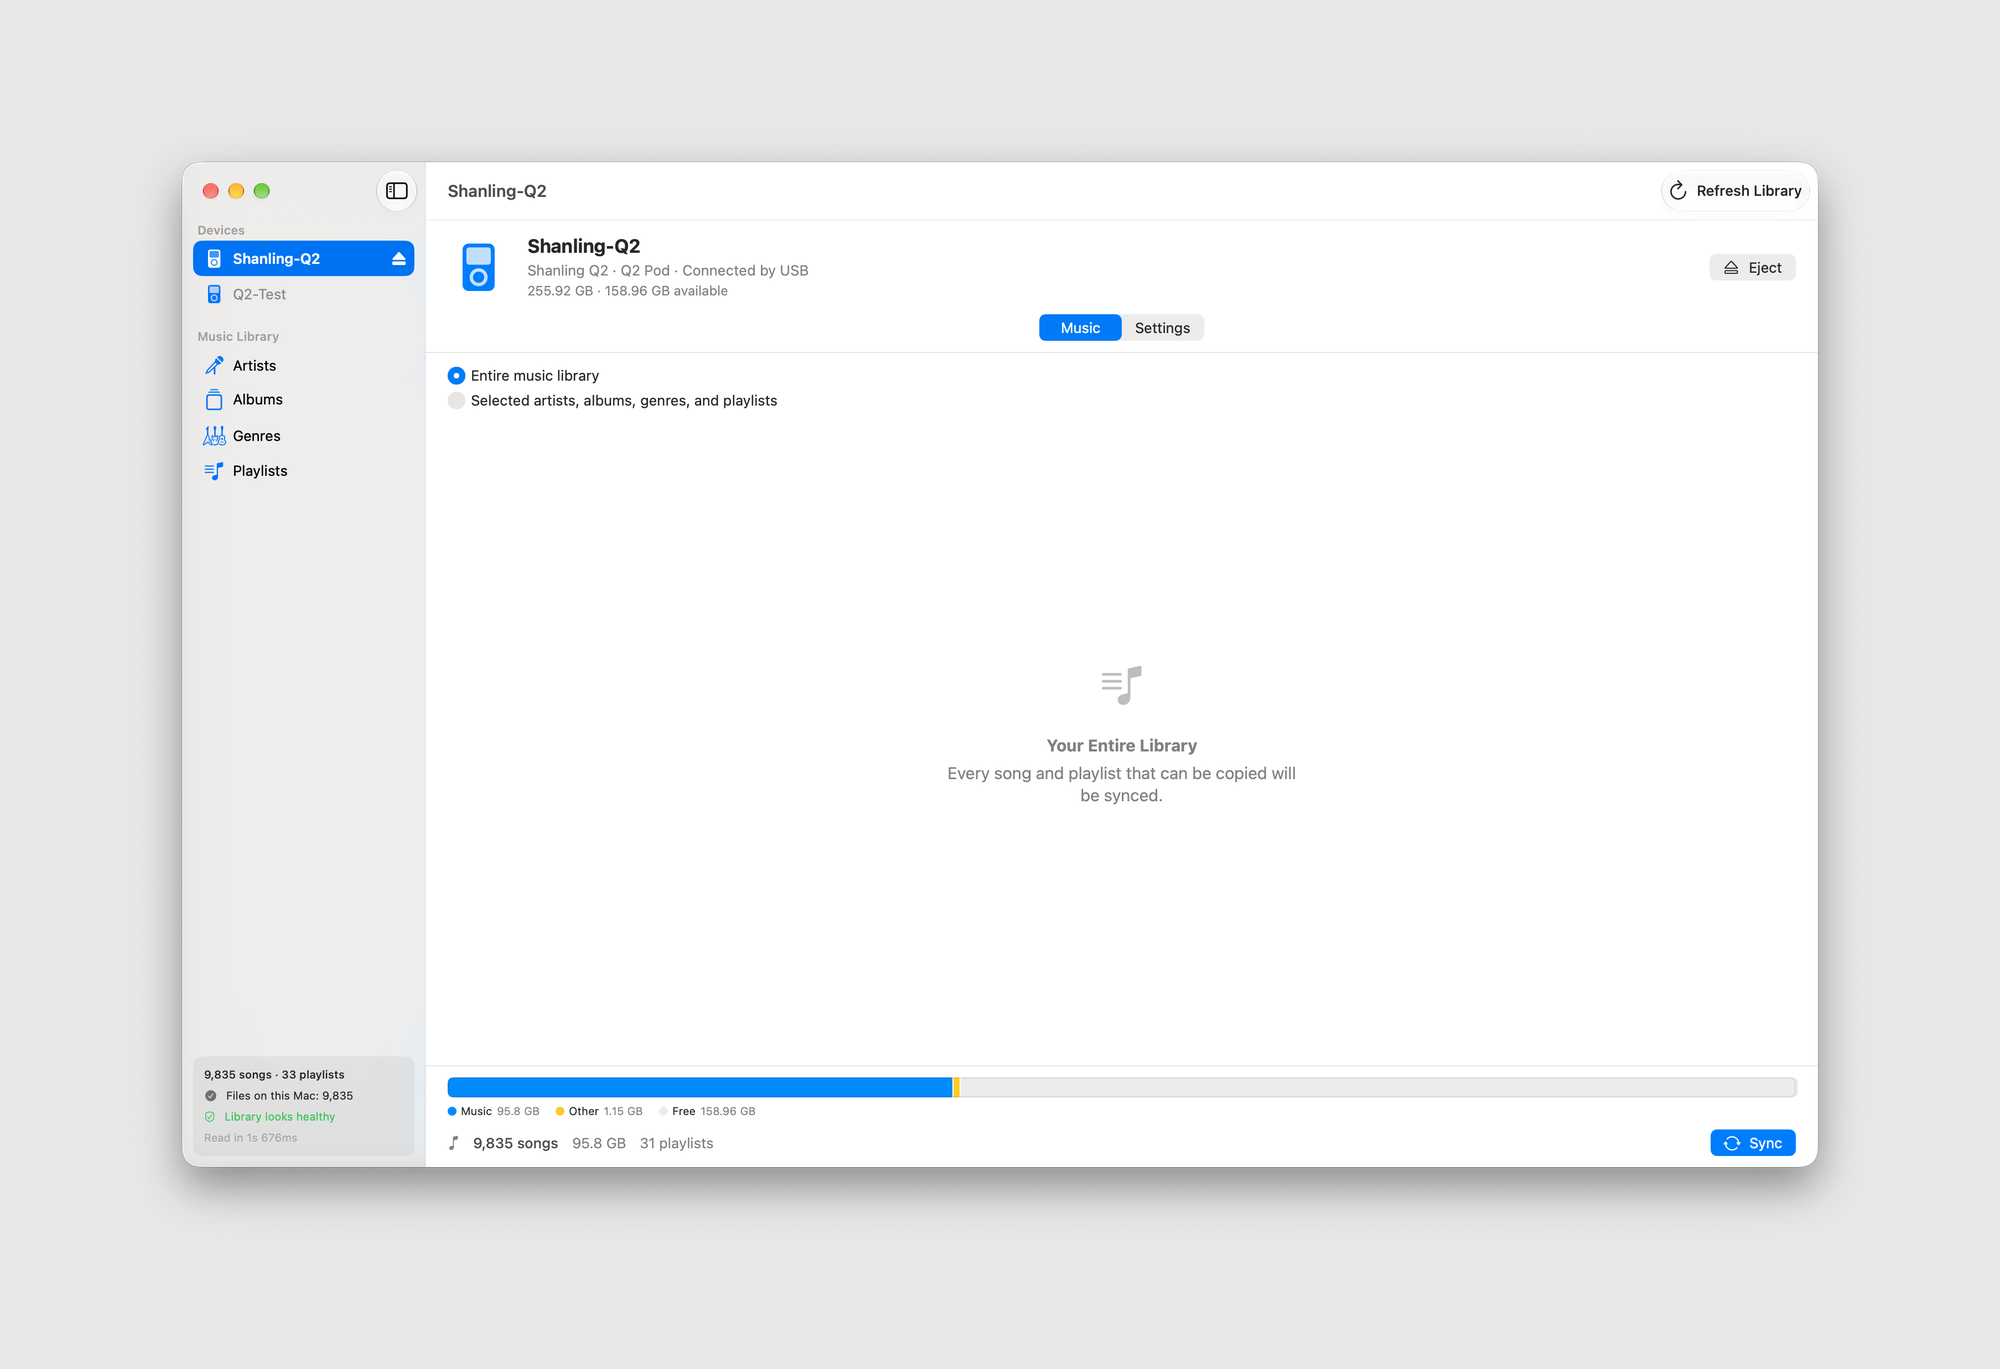 Shanling-Q2
Refresh Library
Devices
Shanling-Q2
Q2-Test
Music Library
Artists
Albums
Genres
Playlists
9,835 songs · 33 playlists
Files on this Mac: 9,835
Library looks healthy
Read in 1s 676ms
Shanling-Q2
Shanling Q2 · Q2 Pod · Connected by USB
255.92 GB · 158.96 GB available
Eject
Music Settings
Entire music library
Selected artists, albums, genres, and playlists
Your Entire Library
Every song and playlist that can be copied will
be synced.
Music 95.8 GB Other 1.15 GB Free 158.96 GB
9,835 songs 95.8 GB 31 playlists
Sync